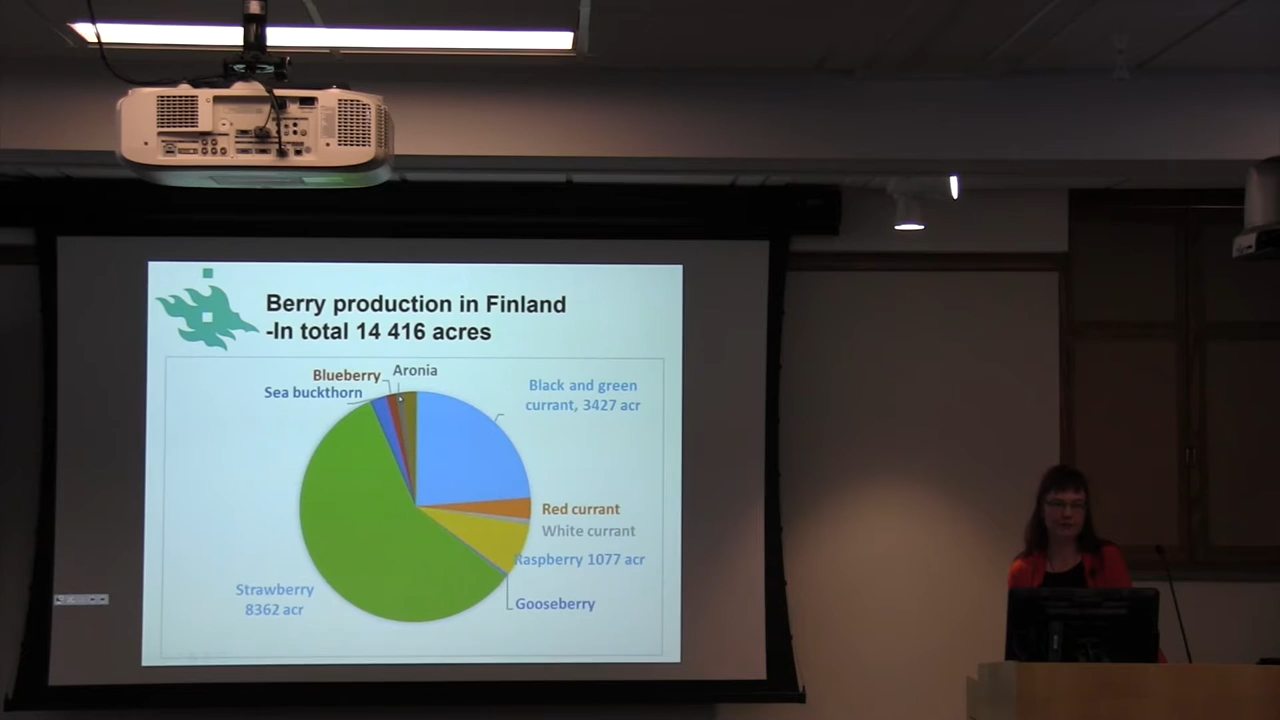 Berry production in Finland
-In total 14 416 acres
Aronia
Blueberry
Sea buckthorn
Black and green
currant, 3427 acr
Red currant
White currant
Raspberry 1077 acr
Gooseberry
Strawberry
8362 acr